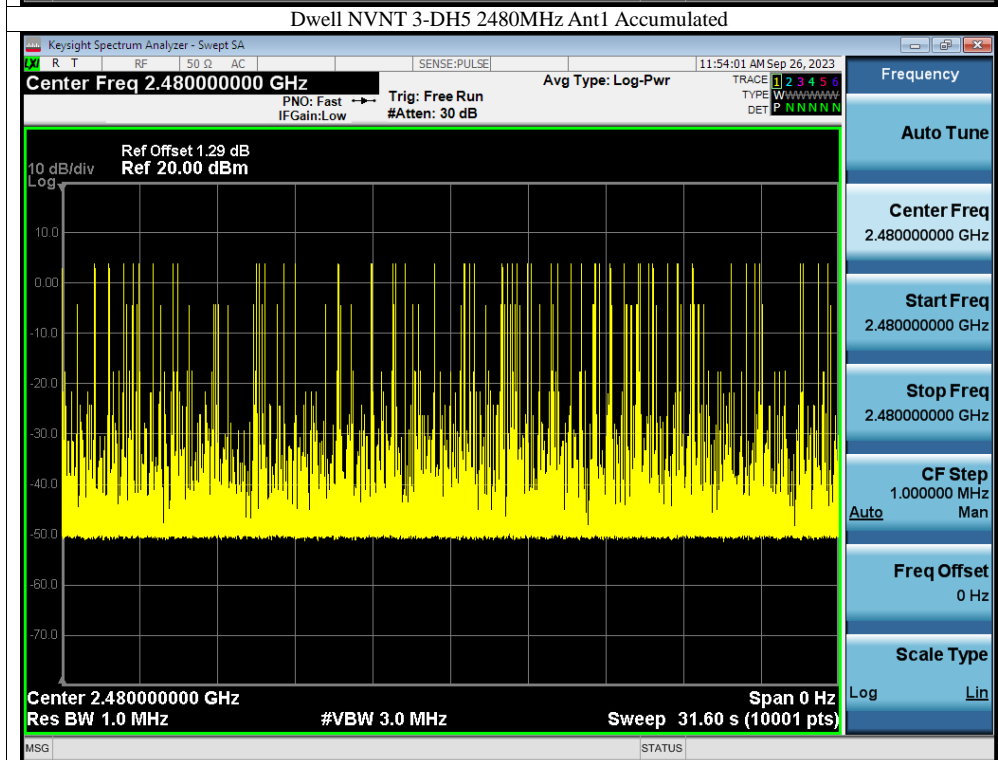 Dwell NVNT 3-DH5 2480MHz Ant1 Accumulated
Keysight Spectrum Analyzer - Swept SA
LXI R T RF 50 Ω AC SENSE:PULSE 11:54:01 AM Sep 26, 2023
Center Freq 2.480000000 GHz Avg Type: Log-Pwr TRACE 1 2 3 4 5 6
PNO: Fast Trig: Free Run TYPE WWWWWW
IFGain:Low #Atten: 30 dB DET P N N N N N
Ref Offset 1.29 dB
10 dB/div Ref 20.00 dBm
Log
10.0
0.00
-10.0
-20.0
-30.0
-40.0
-50.0
-60.0
-70.0
Center 2.480000000 GHz Span 0 Hz
Res BW 1.0 MHz #VBW 3.0 MHz Sweep 31.60 s (10001 pts)
MSG STATUS
Frequency
Auto Tune
Center Freq
2.480000000 GHz
Start Freq
2.480000000 GHz
Stop Freq
2.480000000 GHz
CF Step
1.000000 MHz
Auto Man
Freq Offset
0 Hz
Scale Type
Log Lin